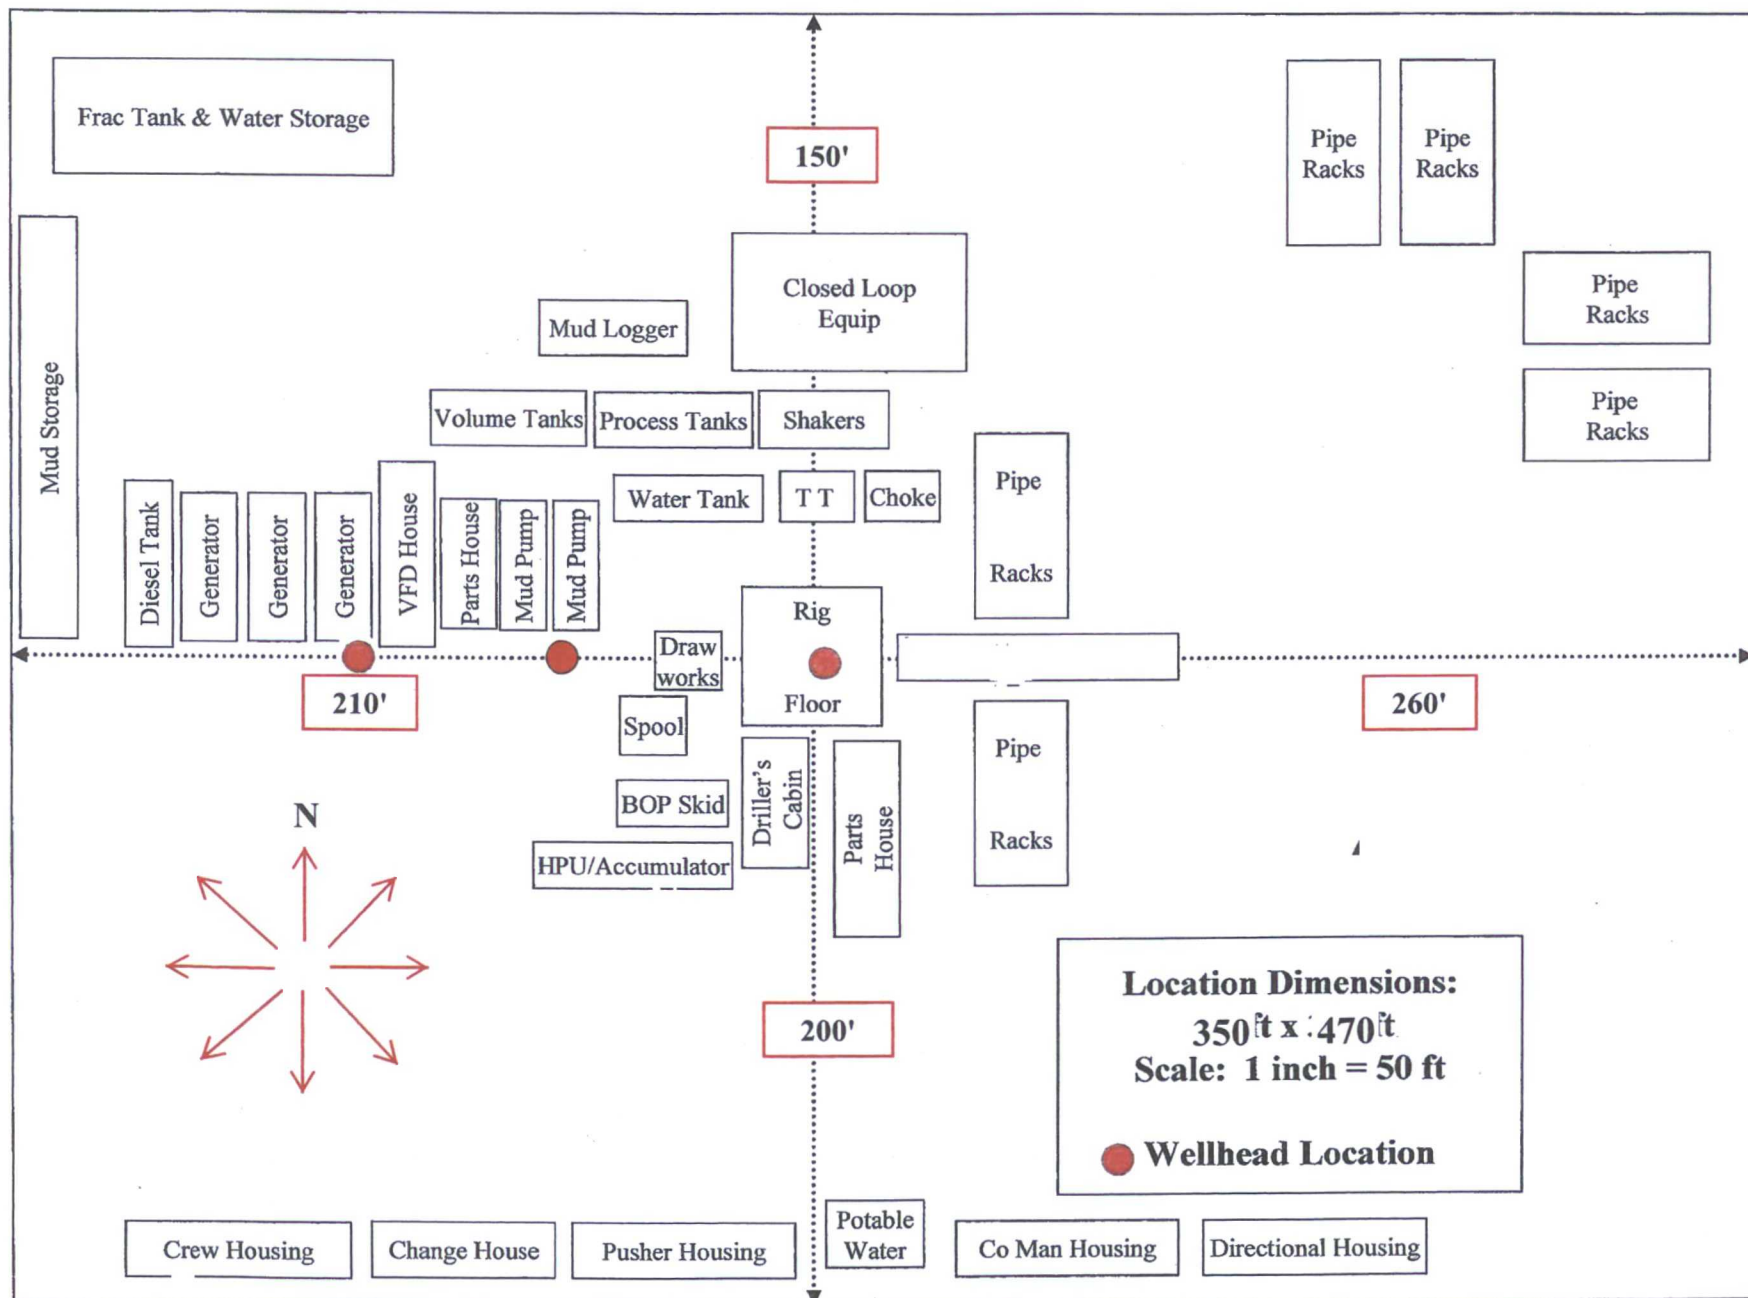 Frac Tank & Water Storage
150'
Pipe
Racks
Pipe
Racks
Closed Loop
Equip
Pipe
Racks
Mud Logger
Pipe
Racks
Mud Storage
Volume Tanks
Process Tanks
Shakers
Pipe
Racks
Water Tank
T T
Choke
Diesel Tank
Generator
Generator
Generator
VFD House
Parts House
Mud Pump
Mud Pump
Rig
Floor
Draw
works
210'
260'
Spool
Pipe
Racks
BOP Skid
Driller's
Cabin
Parts
House
HPU/Accumulator
N
Location Dimensions:
350ft x 470ft
Scale: 1 inch = 50 ft
Wellhead Location
200'
Crew Housing
Change House
Pusher Housing
Potable
Water
Co Man Housing
Directional Housing